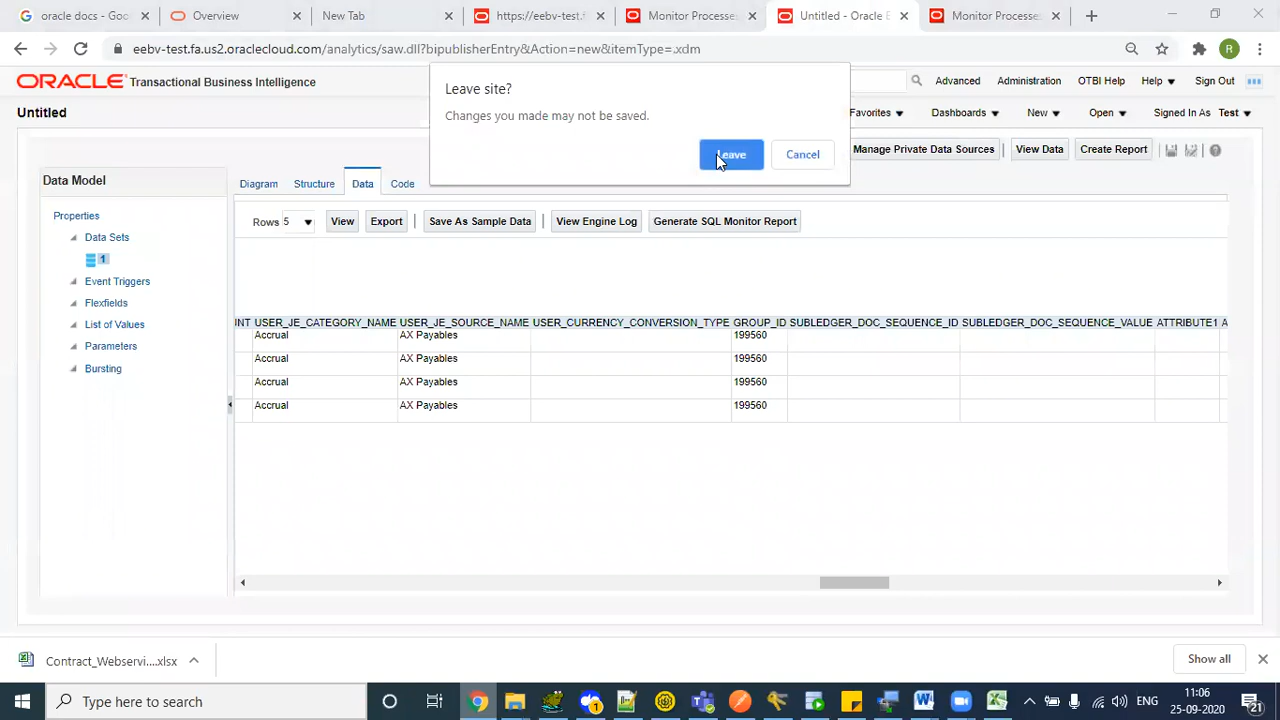 oracle s - Goo
Overview
New Tab
https://eebv-test.f
Monitor Processe
Untitled - Oracle E
Monitor Processe
eebv-test.fa.us2.oraclecloud.com/analytics/saw.dll?bipublisherEntry&Action=new&itemType=.xdm
R
ORACLE Transactional Business Intelligence
Advanced Administration OTBI Help Help Sign Out
Leave site?
Changes you made may not be saved.
Leave Cancel
Untitled
Favorites Dashboards New Open Signed In As Test
Manage Private Data Sources View Data Create Report
Data Model
Diagram Structure Data Code
Properties
Data Sets
1
Event Triggers
Flexfields
List of Values
Parameters
Bursting
Rows 5 View Export Save As Sample Data View Engine Log Generate SQL Monitor Report
INT USER_JE_CATEGORY_NAME USER_JE_SOURCE_NAME USER_CURRENCY_CONVERSION_TYPE GROUP_ID SUBLEDGER_DOC_SEQUENCE_ID SUBLEDGER_DOC_SEQUENCE_VALUE ATTRIBUTE1 A
Accrual AX Payables 199560
Accrual AX Payables 199560
Accrual AX Payables 199560
Accrual AX Payables 199560
Contract_Webservi....xlsx
Show all
Type here to search
1
ENG
11:06
25-09-2020
21